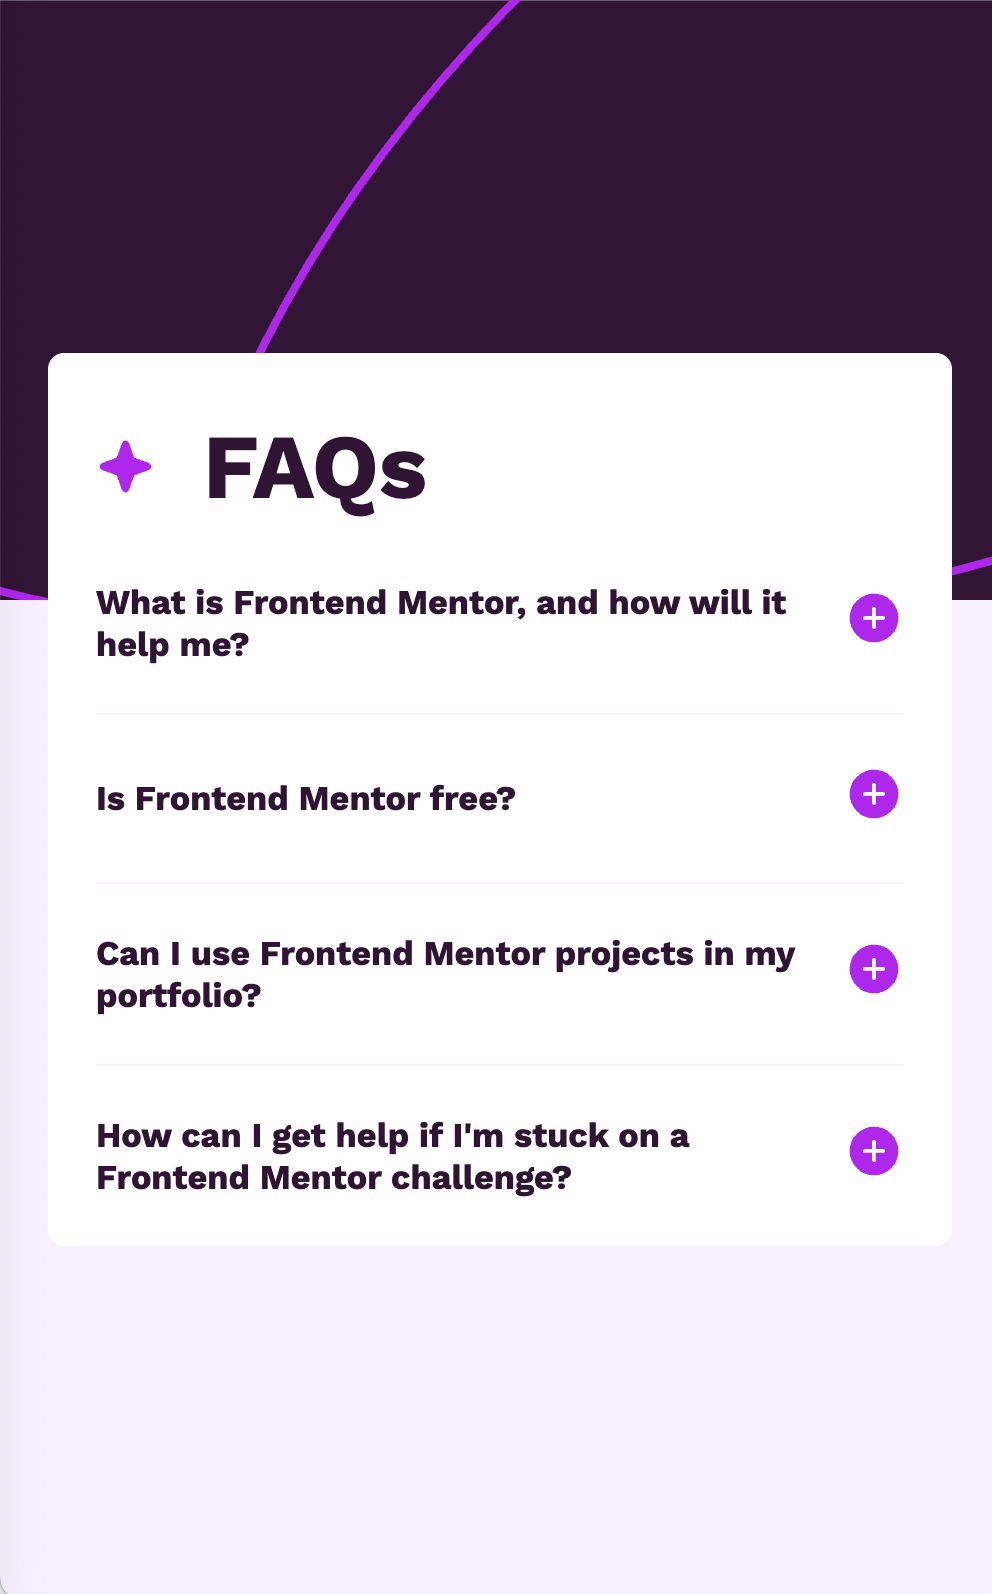 FAQs
What is Frontend Mentor, and how will it
help me?
Is Frontend Mentor free?
Can I use Frontend Mentor projects in my
portfolio?
How can I get help if I'm stuck on a
Frontend Mentor challenge?